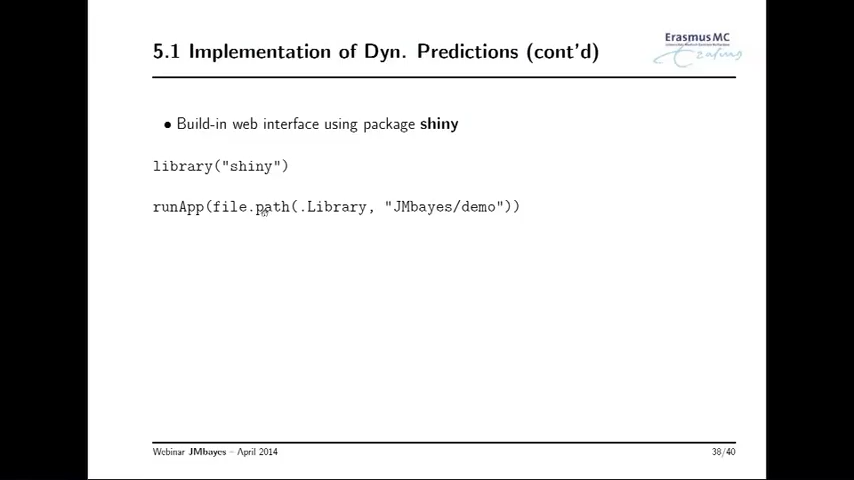 Erasmus MC
5.1 Implementation of Dyn. Predictions (cont'd)
• Build-in web interface using package shiny
library("shiny")
runApp(file.path(.Library, "JMbayes/demo"))
Webinar JMbayes – April 2014
38/40